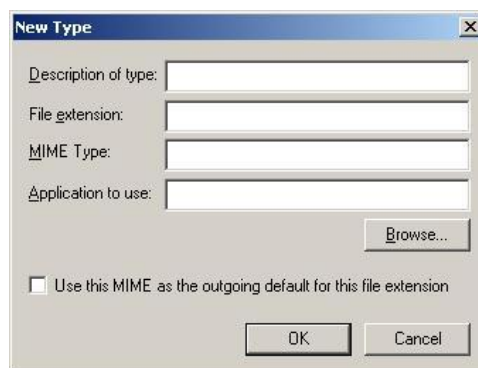 New Type
Description of type:
File extension:
MIME Type:
Application to use:
Browse...
Use this MIME as the outgoing default for this file extension
OK Cancel